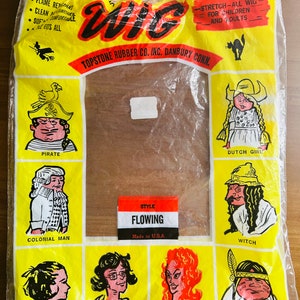 WIG
TOPSTONE RUBBER CO. INC. DANBURY, CONN.
STRETCH-ALL WIG
FOR CHILDREN
AND ADULTS
PIRATE
DUTCH GIRL
COLONIAL MAN
WITCH
STYLE
FLOWING
Made in U.S.A.